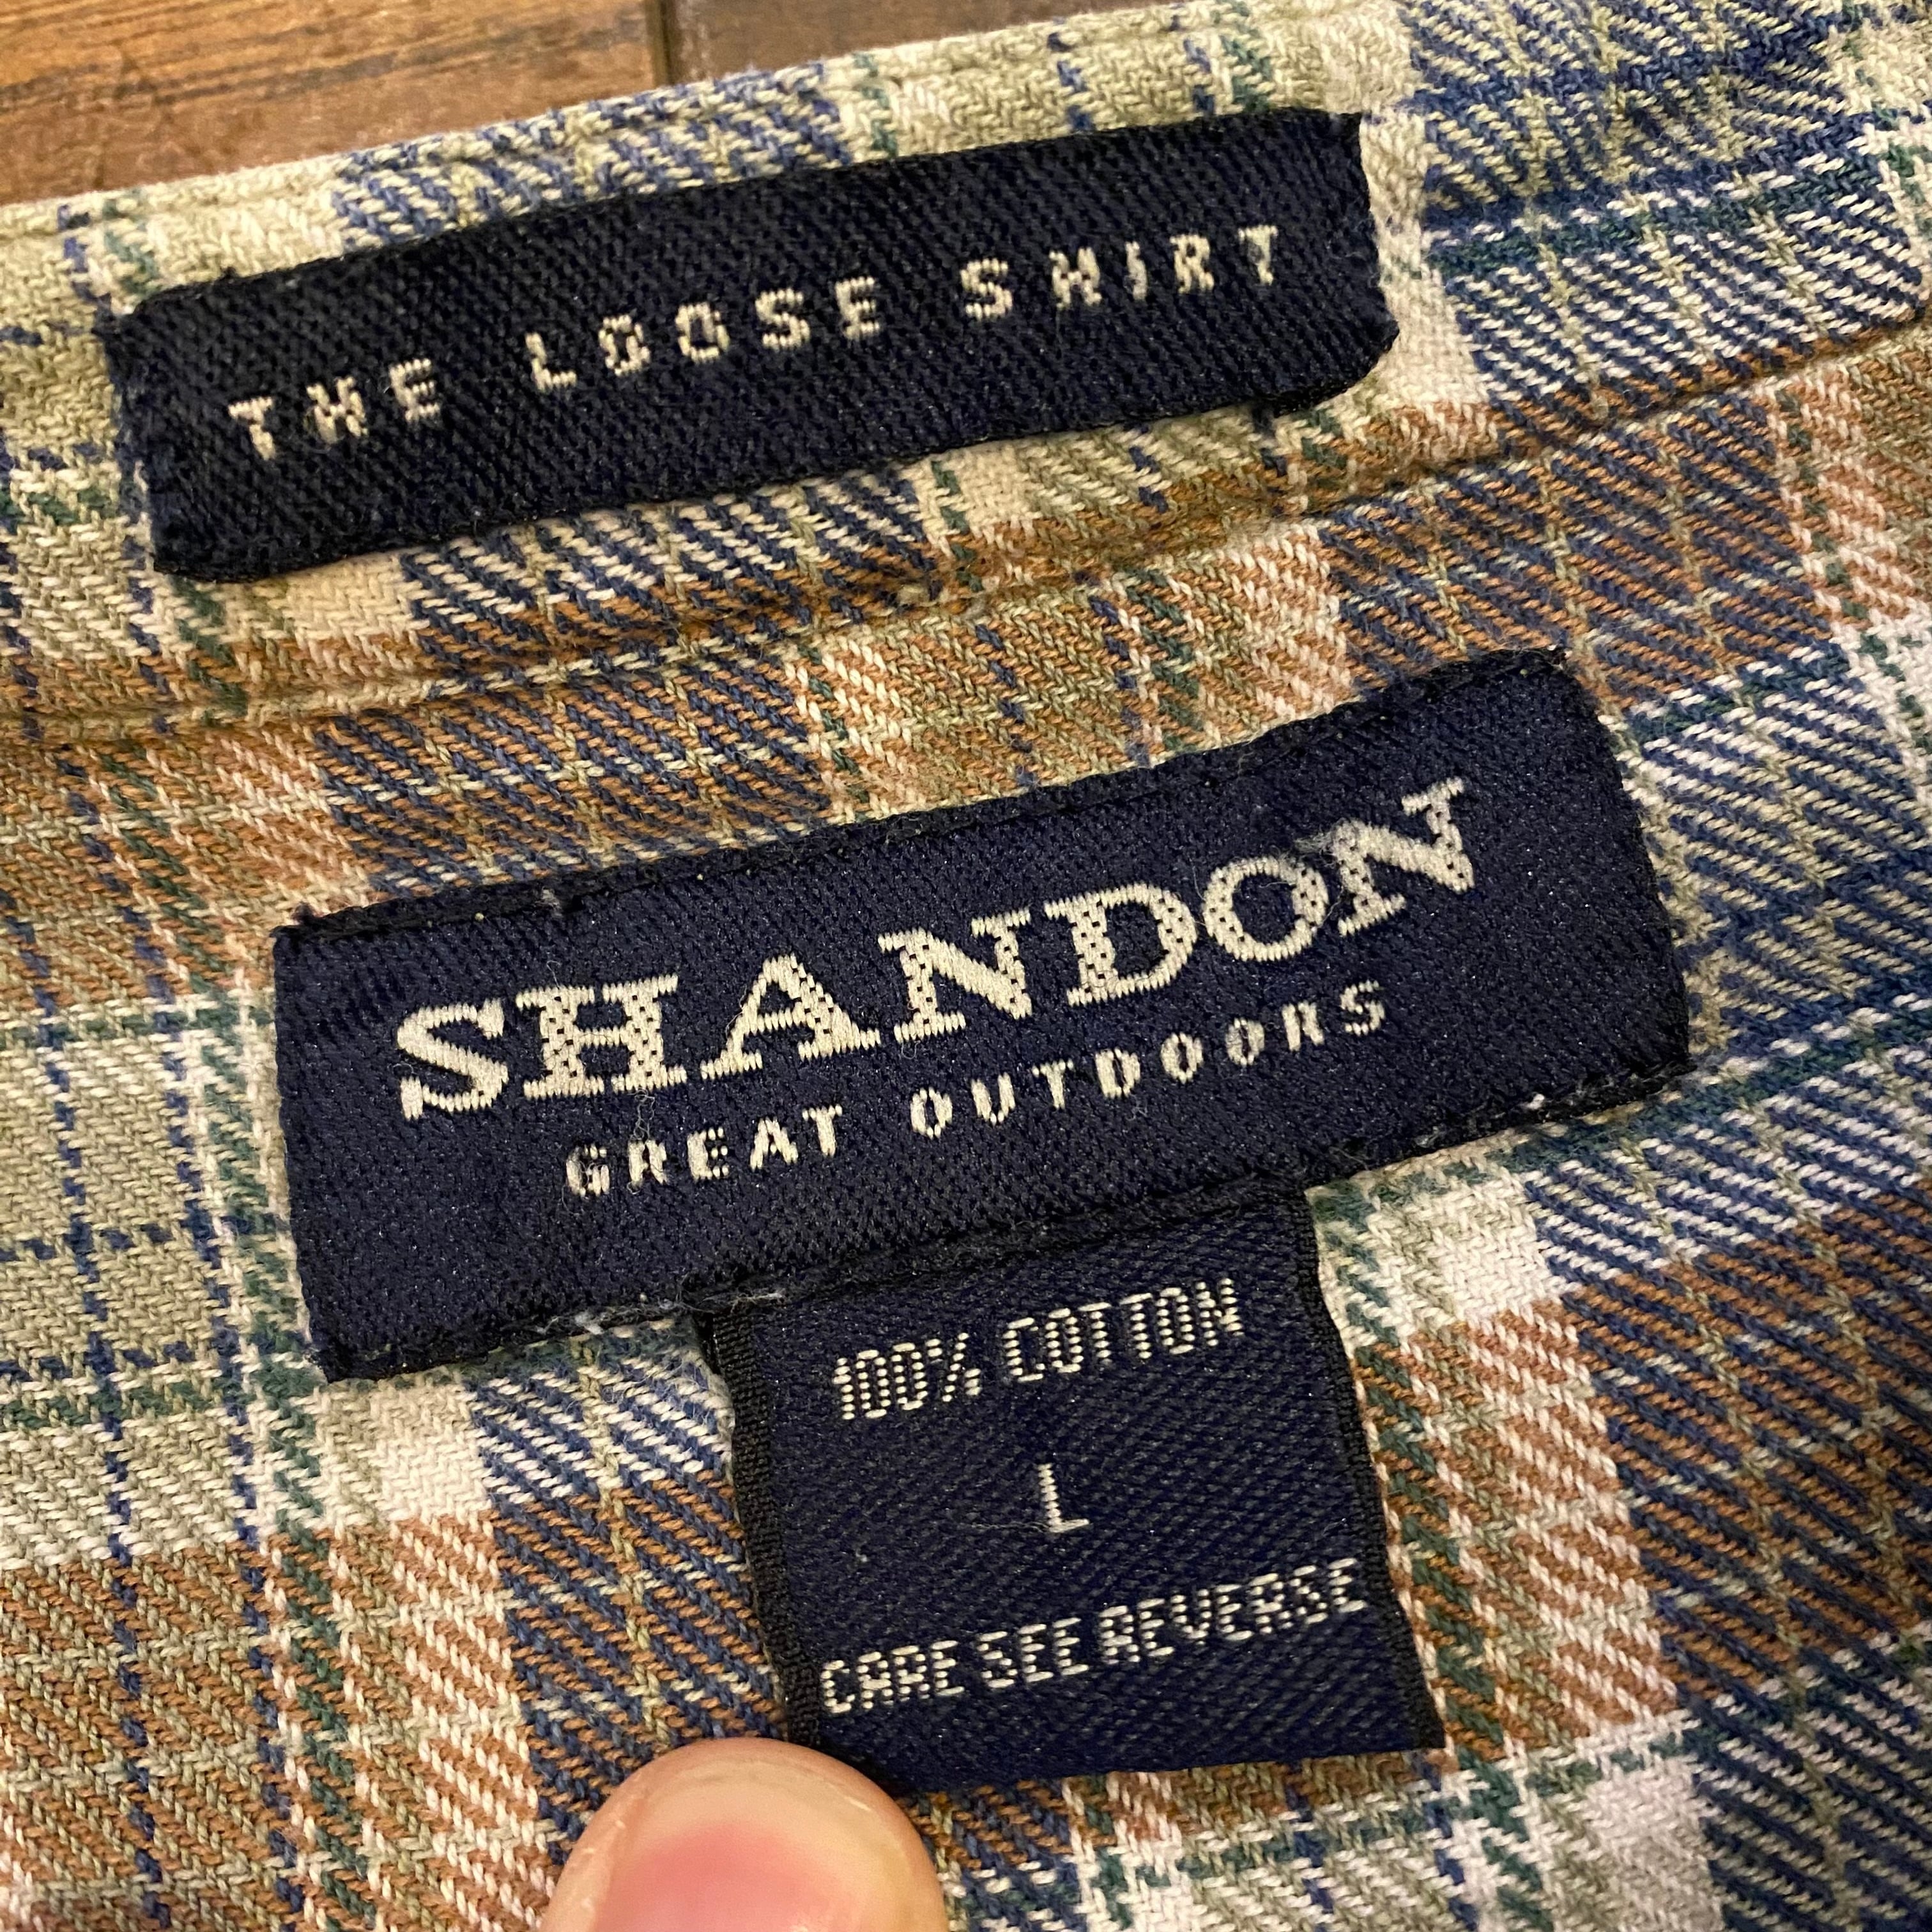 THE LOOSE SHIRT
SHANDON
GREAT OUTDOORS
100% COTTON
L
CARE SEE REVERSE